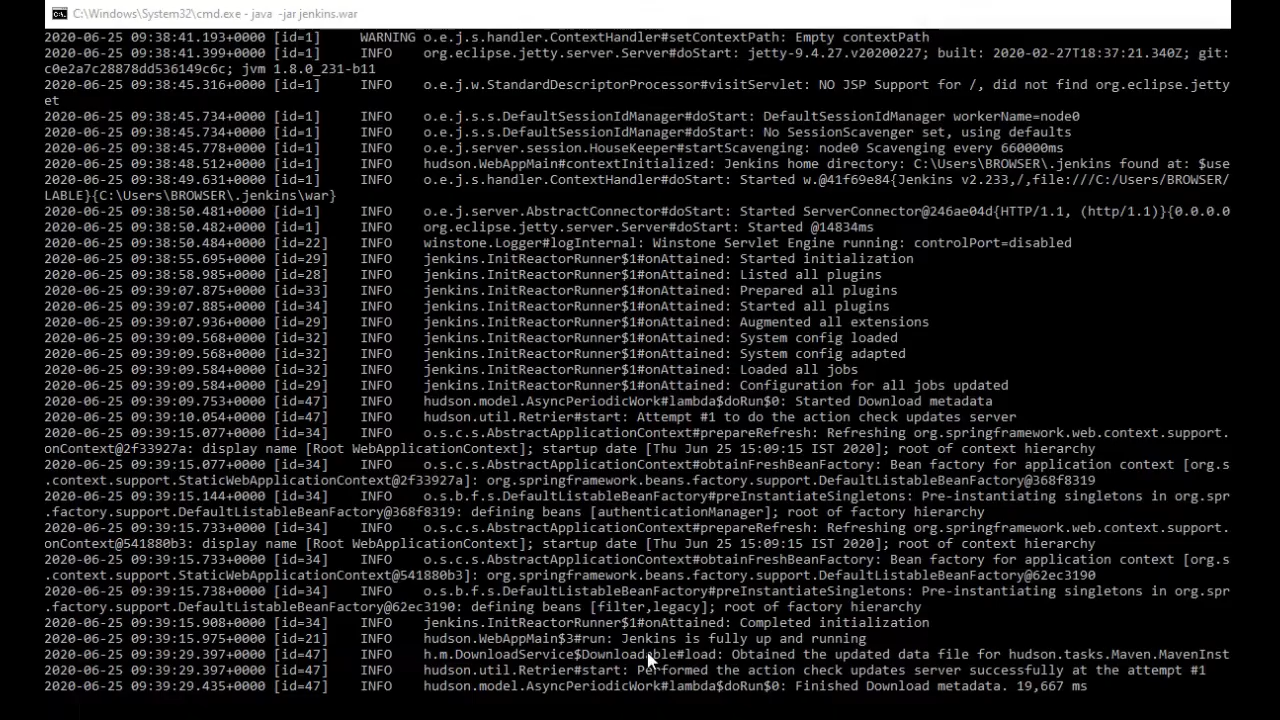 C:\Windows\System32\cmd.exe - java -jar jenkins.war
2020-06-25 09:38:41.193+0000 [id=1] WARNING o.e.j.s.handler.ContextHandler#setContextPath: Empty contextPath
2020-06-25 09:38:41.399+0000 [id=1] INFO org.eclipse.jetty.server.Server#doStart: jetty-9.4.27.v20200227; built: 2020-02-27T18:37:21.340Z; git:
c0e2a7c28878dd536149c6c; jvm 1.8.0_231-b11
2020-06-25 09:38:45.316+0000 [id=1] INFO o.e.j.w.StandardDescriptorProcessor#visitServlet: NO JSP Support for /, did not find org.eclipse.jetty
et
2020-06-25 09:38:45.734+0000 [id=1] INFO o.e.j.s.s.DefaultSessionIdManager#doStart: DefaultSessionIdManager workerName=node0
2020-06-25 09:38:45.734+0000 [id=1] INFO o.e.j.s.s.DefaultSessionIdManager#doStart: No SessionScavenger set, using defaults
2020-06-25 09:38:45.778+0000 [id=1] INFO o.e.j.server.session.HouseKeeper#startScavenging: node0 Scavenging every 660000ms
2020-06-25 09:38:48.512+0000 [id=1] INFO hudson.WebAppMain#contextInitialized: Jenkins home directory: C:\Users\BROWSER\.jenkins found at: $use
2020-06-25 09:38:49.631+0000 [id=1] INFO o.e.j.s.handler.ContextHandler#doStart: Started w.@41f69e84{Jenkins v2.233,/,file:///C:/Users/BROWSER/
LABLE}{C:\Users\BROWSER\.jenkins\war}
2020-06-25 09:38:50.481+0000 [id=1] INFO o.e.j.server.AbstractConnector#doStart: Started ServerConnector@246ae04d{HTTP/1.1, (http/1.1)}{0.0.0.0
2020-06-25 09:38:50.482+0000 [id=1] INFO org.eclipse.jetty.server.Server#doStart: Started @14834ms
2020-06-25 09:38:50.484+0000 [id=22] INFO winstone.Logger#logInternal: Winstone Servlet Engine running: controlPort=disabled
2020-06-25 09:38:55.695+0000 [id=29] INFO jenkins.InitReactorRunner$1#onAttained: Started initialization
2020-06-25 09:38:58.985+0000 [id=28] INFO jenkins.InitReactorRunner$1#onAttained: Listed all plugins
2020-06-25 09:39:07.875+0000 [id=33] INFO jenkins.InitReactorRunner$1#onAttained: Prepared all plugins
2020-06-25 09:39:07.885+0000 [id=34] INFO jenkins.InitReactorRunner$1#onAttained: Started all plugins
2020-06-25 09:39:07.936+0000 [id=29] INFO jenkins.InitReactorRunner$1#onAttained: Augmented all extensions
2020-06-25 09:39:09.568+0000 [id=32] INFO jenkins.InitReactorRunner$1#onAttained: System config loaded
2020-06-25 09:39:09.584+0000 [id=32] INFO jenkins.InitReactorRunner$1#onAttained: System config adapted
2020-06-25 09:39:09.584+0000 [id=32] INFO jenkins.InitReactorRunner$1#onAttained: Loaded all jobs
2020-06-25 09:39:09.584+0000 [id=29] INFO jenkins.InitReactorRunner$1#onAttained: Configuration for all jobs updated
2020-06-25 09:39:09.753+0000 [id=47] INFO hudson.model.AsyncPeriodicWork#lambda$doRun$0: Started Download metadata
2020-06-25 09:39:10.054+0000 [id=47] INFO hudson.util.Retrier#start: Attempt #1 to do the action check updates server
2020-06-25 09:39:15.077+0000 [id=34] INFO o.s.c.s.AbstractApplicationContext#prepareRefresh: Refreshing org.springframework.web.context.support.
onContext@2f33927a: display name [Root WebApplicationContext]; startup date [Thu Jun 25 15:09:15 IST 2020]; root of context hierarchy
2020-06-25 09:39:15.077+0000 [id=34] INFO o.s.c.s.AbstractApplicationContext#obtainFreshBeanFactory: Bean factory for application context [org.s
.context.support.StaticWebApplicationContext@2f33927a]: org.springframework.beans.factory.support.DefaultListableBeanFactory@368f8319
2020-06-25 09:39:15.144+0000 [id=34] INFO o.s.b.f.s.DefaultListableBeanFactory#preInstantiateSingletons: Pre-instantiating singletons in org.spr
.factory.support.DefaultListableBeanFactory@368f8319: defining beans [authenticationManager]; root of factory hierarchy
2020-06-25 09:39:15.733+0000 [id=34] INFO o.s.c.s.AbstractApplicationContext#prepareRefresh: Refreshing org.springframework.web.context.support.
onContext@541880b3: display name [Root WebApplicationContext]; startup date [Thu Jun 25 15:09:15 IST 2020]; root of context hierarchy
2020-06-25 09:39:15.733+0000 [id=34] INFO o.s.c.s.AbstractApplicationContext#obtainFreshBeanFactory: Bean factory for application context [org.s
.context.support.StaticWebApplicationContext@541880b3]: org.springframework.beans.factory.support.DefaultListableBeanFactory@62ec3190
2020-06-25 09:39:15.738+0000 [id=34] INFO o.s.b.f.s.DefaultListableBeanFactory#preInstantiateSingletons: Pre-instantiating singletons in org.spr
.factory.support.DefaultListableBeanFactory@62ec3190: defining beans [filter,legacy]; root of factory hierarchy
2020-06-25 09:39:15.908+0000 [id=34] INFO jenkins.InitReactorRunner$1#onAttained: Completed initialization
2020-06-25 09:39:15.975+0000 [id=21] INFO hudson.WebAppMain$3#run: Jenkins is fully up and running
2020-06-25 09:39:29.397+0000 [id=47] INFO h.m.DownloadService$Downloadable#load: Obtained the updated data file for hudson.tasks.Maven.MavenInst
2020-06-25 09:39:29.397+0000 [id=47] INFO hudson.util.Retrier#start: Performed the action check updates server successfully at the attempt #1
2020-06-25 09:39:29.435+0000 [id=47] INFO hudson.model.AsyncPeriodicWork#lambda$doRun$0: Finished Download metadata. 19,667 ms